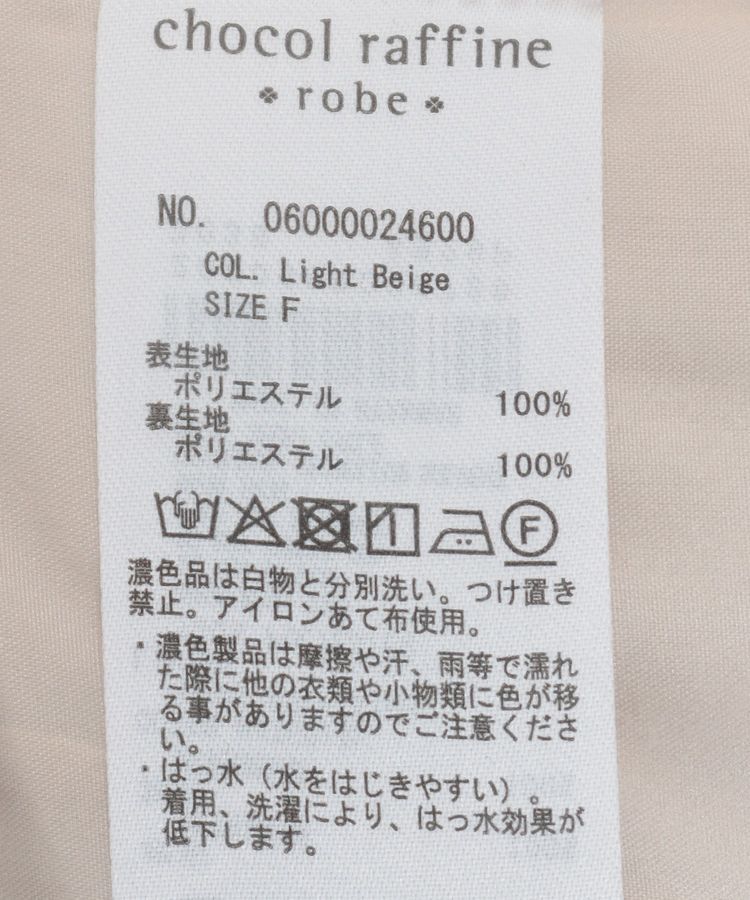 chocol raffine
robe
NO. 06000024600
COL. Light Beige
SIZE F
表生地
ポリエステル 100%
裏生地
ポリエステル 100%
F
濃色品は白物と分別洗い。つけ置き
禁止。アイロンあて布使用。
・濃色製品は摩擦や汗、雨等で濡れ
た際に他の衣類や小物類に色が移
る事がありますのでご注意くださ
い。
・はっ水（水をはじきやすい）。
着用、洗濯により、はっ水効果が
低下します。